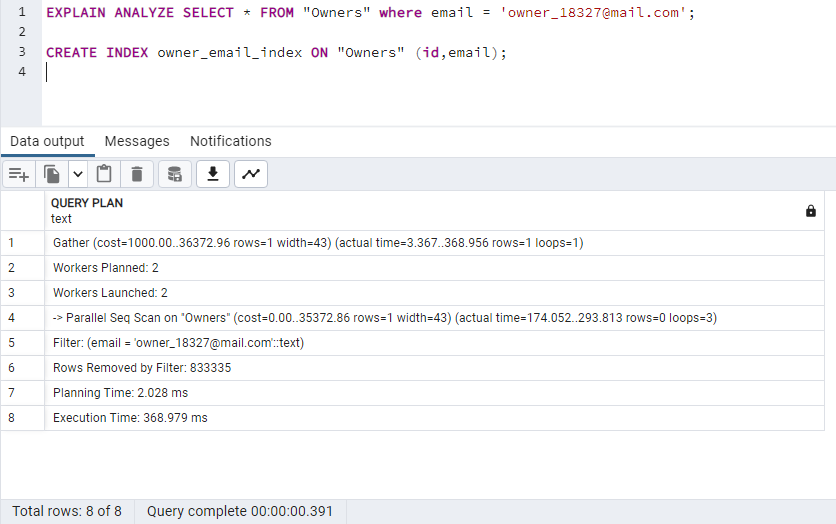 1 EXPLAIN ANALYZE SELECT * FROM "Owners" where email = 'owner_18327@mail.com';
2
3 CREATE INDEX owner_email_index ON "Owners" (id,email);
4
Data output Messages Notifications
QUERY PLAN
text
1 Gather (cost=1000.00..36372.96 rows=1 width=43) (actual time=3.367..368.956 rows=1 loops=1)
2 Workers Planned: 2
3 Workers Launched: 2
4 -> Parallel Seq Scan on "Owners" (cost=0.00..35372.86 rows=1 width=43) (actual time=174.052..293.813 rows=0 loops=3)
5 Filter: (email = 'owner_18327@mail.com'::text)
6 Rows Removed by Filter: 833335
7 Planning Time: 2.028 ms
8 Execution Time: 368.979 ms
Total rows: 8 of 8 Query complete 00:00:00.391